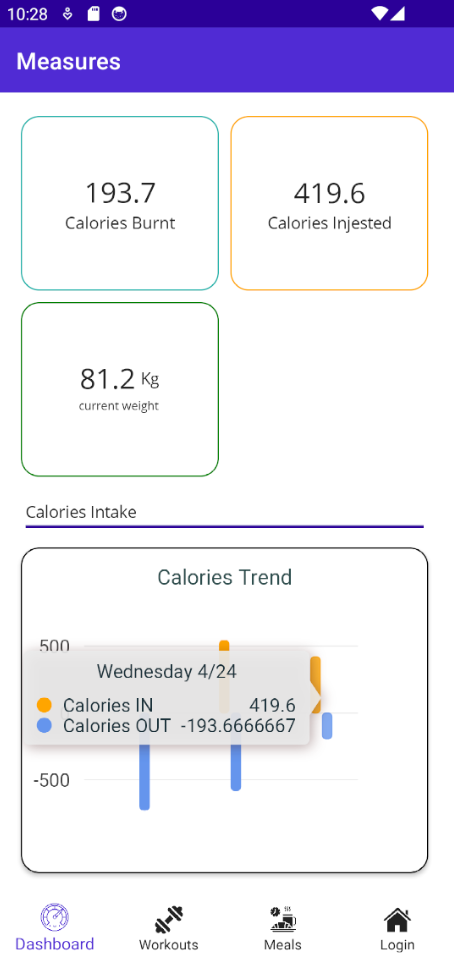 10:28
Measures
193.7
Calories Burnt
419.6
Calories Injested
81.2 Kg
current weight
Calories Intake
Calories Trend
500
Wednesday 4/24
Calories IN 419.6
Calories OUT -193.6666667
-500
Dashboard
Workouts
Meals
Login